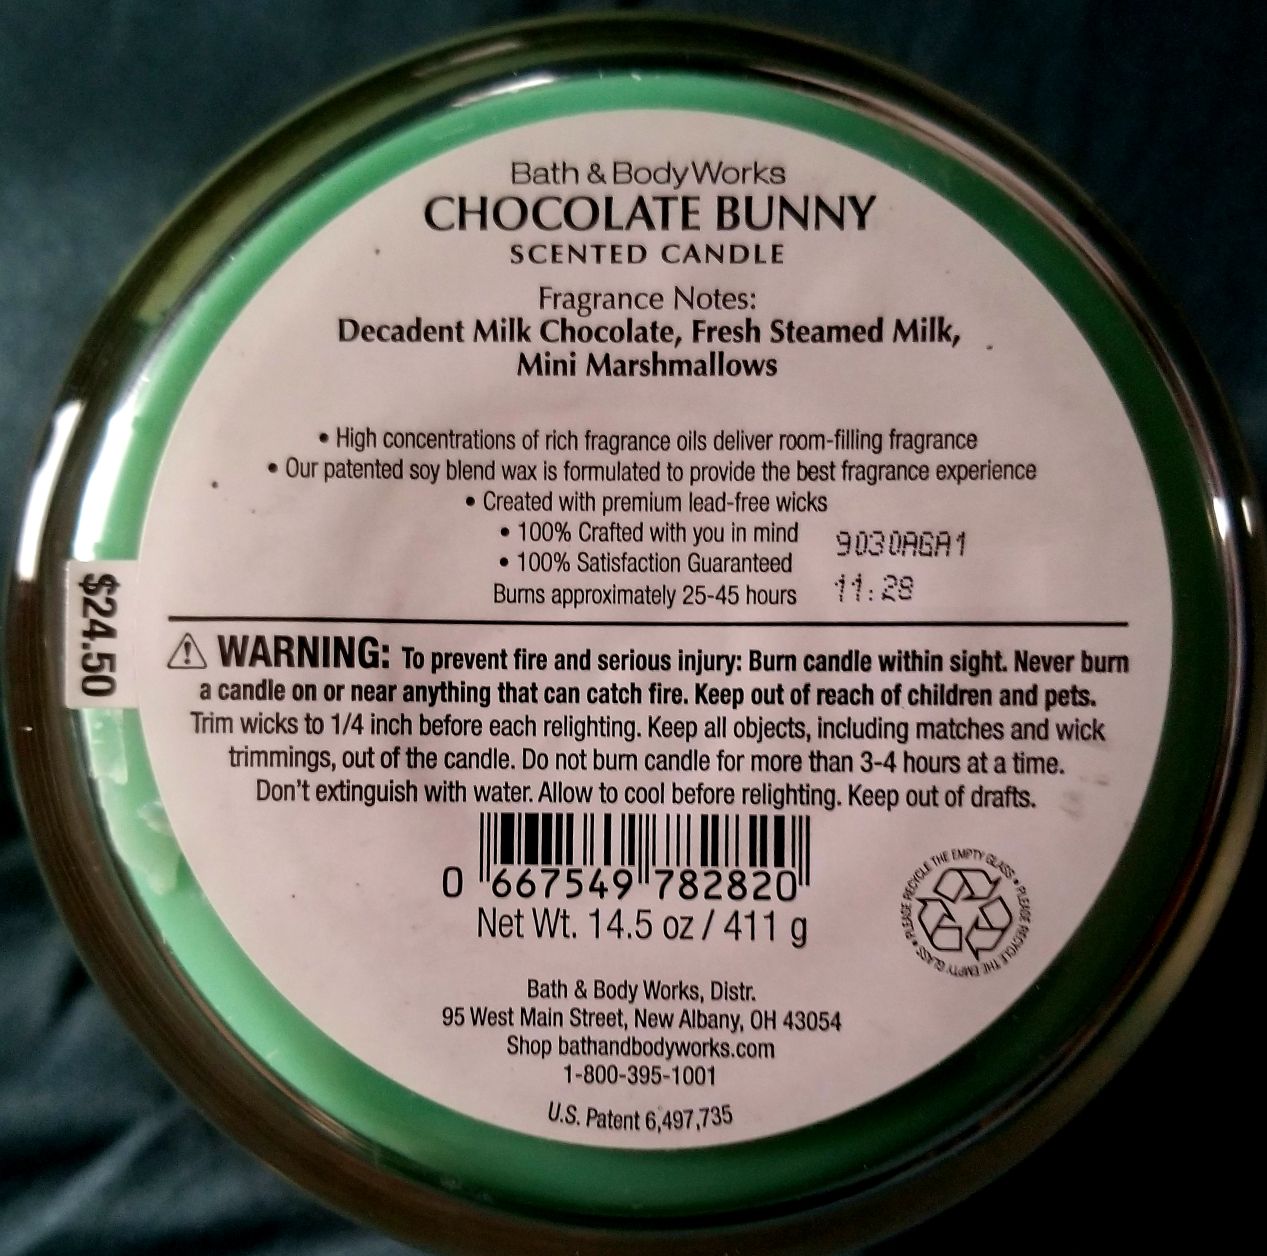 Bath & Body Works
CHOCOLATE BUNNY
SCENTED CANDLE
Fragrance Notes:
Decadent Milk Chocolate, Fresh Steamed Milk,
Mini Marshmallows
• High concentrations of rich fragrance oils deliver room-filling fragrance
• Our patented soy blend wax is formulated to provide the best fragrance experience
• Created with premium lead-free wicks
• 100% Crafted with you in mind
• 100% Satisfaction Guaranteed
Burns approximately 25-45 hours
9030AGA1
11:28
$24.50
⚠ WARNING: To prevent fire and serious injury: Burn candle within sight. Never burn
a candle on or near anything that can catch fire. Keep out of reach of children and pets.
Trim wicks to 1/4 inch before each relighting. Keep all objects, including matches and wick
trimmings, out of the candle. Do not burn candle for more than 3-4 hours at a time.
Don't extinguish with water. Allow to cool before relighting. Keep out of drafts.
0 667549 782820
Net Wt. 14.5 oz / 411 g
PLEASE RECYCLE THE EMPTY GLASS • PLEASE RECYCLE THE EMPTY GLASS •
Bath & Body Works, Distr.
95 West Main Street, New Albany, OH 43054
Shop bathandbodyworks.com
1-800-395-1001
U.S. Patent 6,497,735